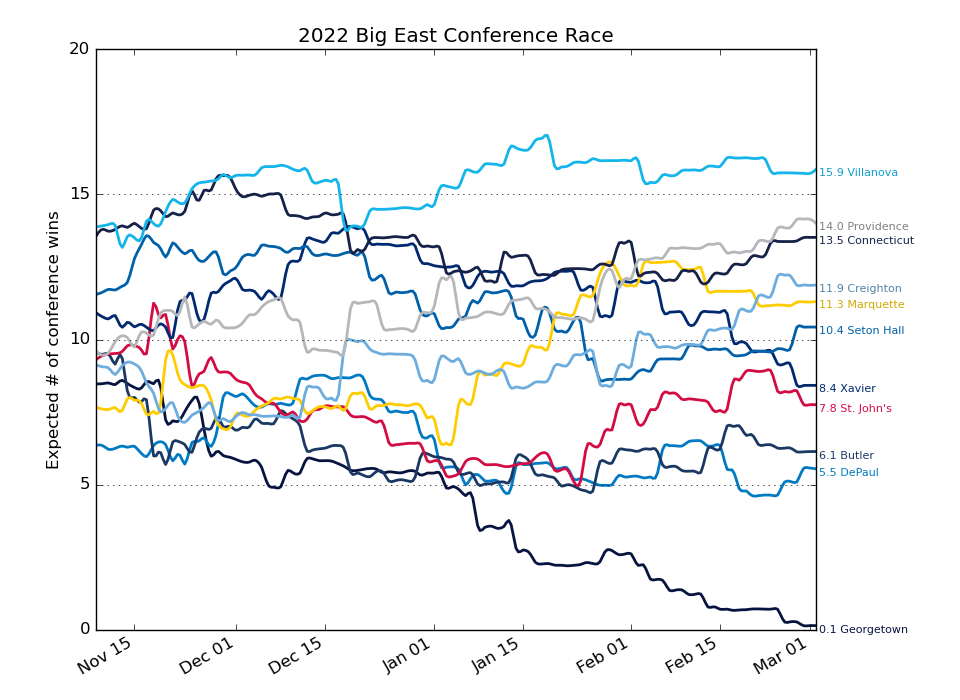 2022 Big East Conference Race
Expected # of conference wins
20
15
10
5
0
15.9 Villanova
14.0 Providence
13.5 Connecticut
11.9 Creighton
11.3 Marquette
10.4 Seton Hall
8.4 Xavier
7.8 St. John's
6.1 Butler
5.5 DePaul
0.1 Georgetown
Nov 15
Dec 01
Dec 15
Jan 01
Jan 15
Feb 01
Feb 15
Mar 01